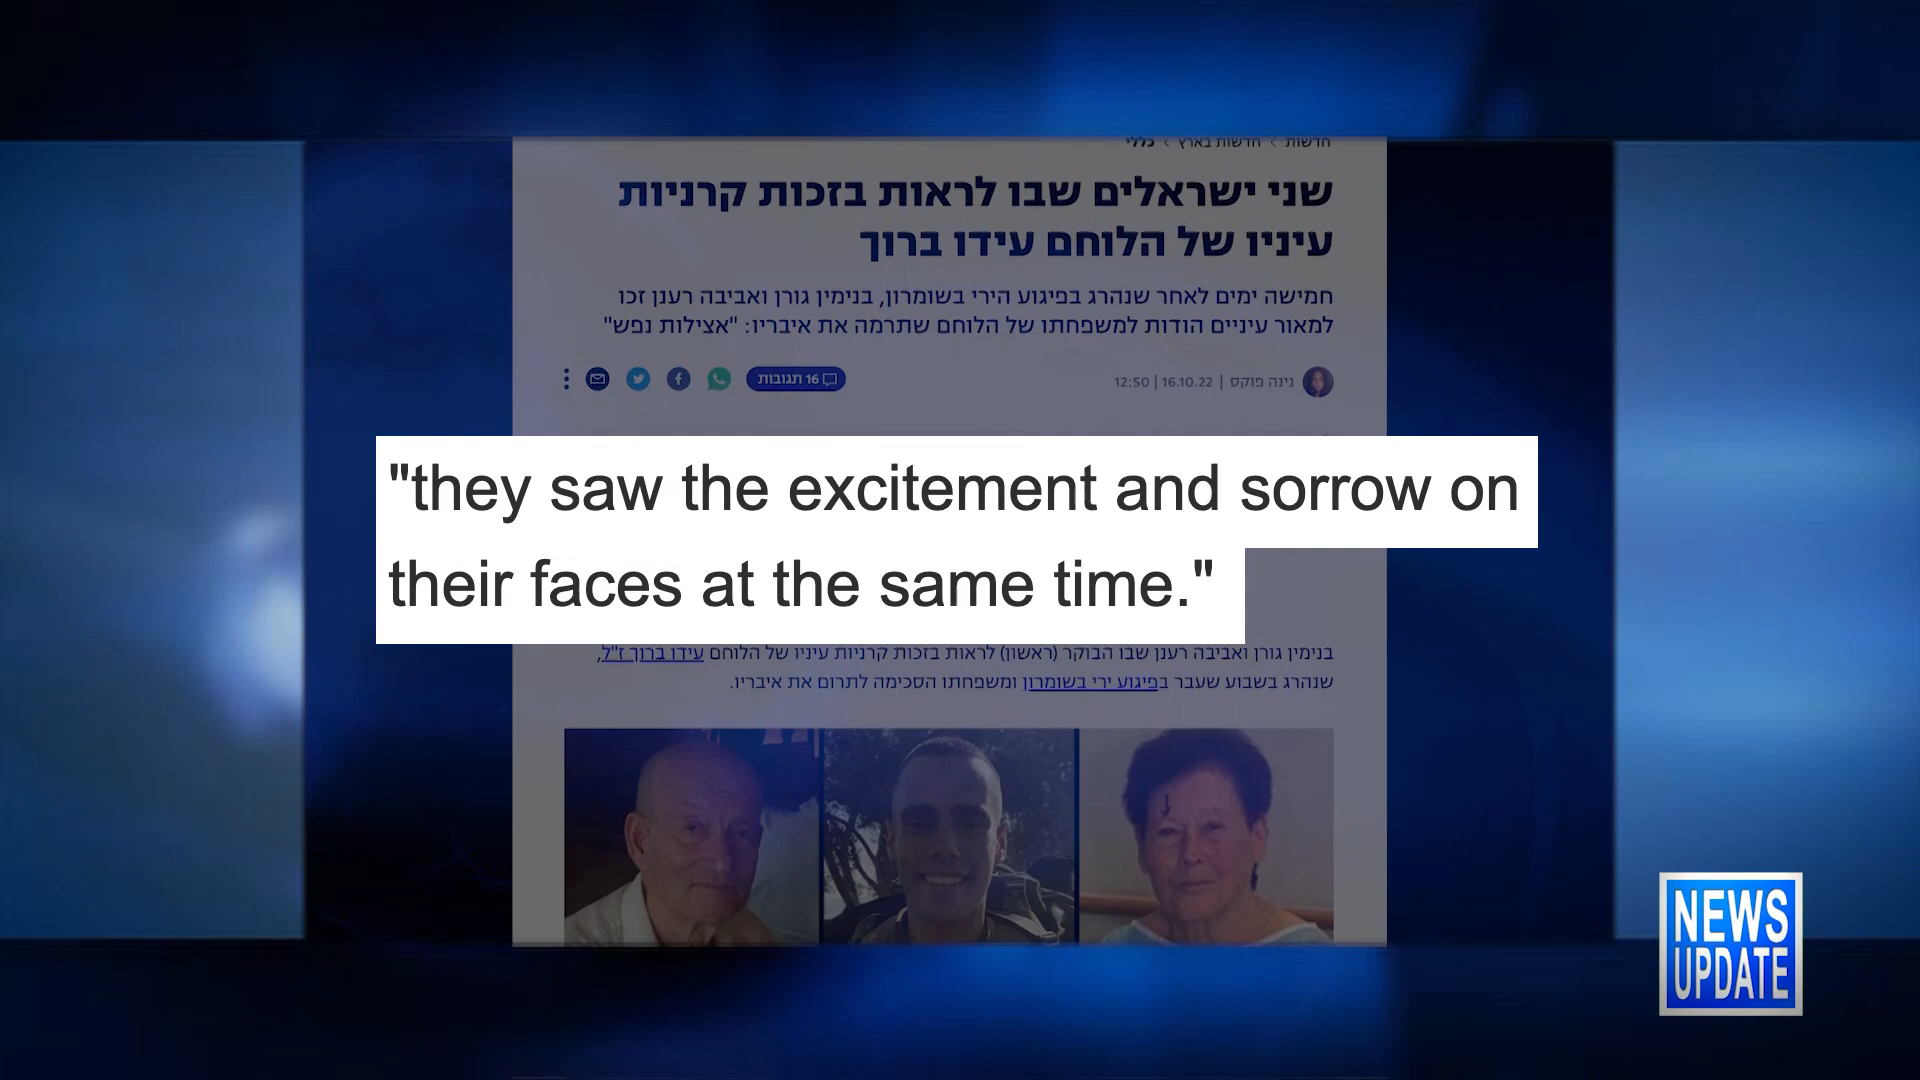 חדשות > חדשות בארץ > כללי
שני ישראלים שבו לראות בזכות קרניות
עיניו של הלוחם עידו ברוך
חמישה ימים לאחר שנהרג בפיגוע הירי בשומרון, בנימין גורן ואביבה רענן זכו
למאור עיניים הודות למשפחתו של הלוחם שתרמה את איבריו: "אצילות נפש"
נינה פוקס | 16.10.22 | 12:50
16 תגובות
"they saw the excitement and sorrow on
their faces at the same time."
בנימין גורן ואביבה רענן שבו הבוקר (ראשון) לראות בזכות קרניות עיניו של הלוחם עידו ברוך ז"ל,
שנהרג בשבוע שעבר בפיגוע ירי בשומרון ומשפחתו הסכימה לתרום את איבריו.
NEWS
UPDATE